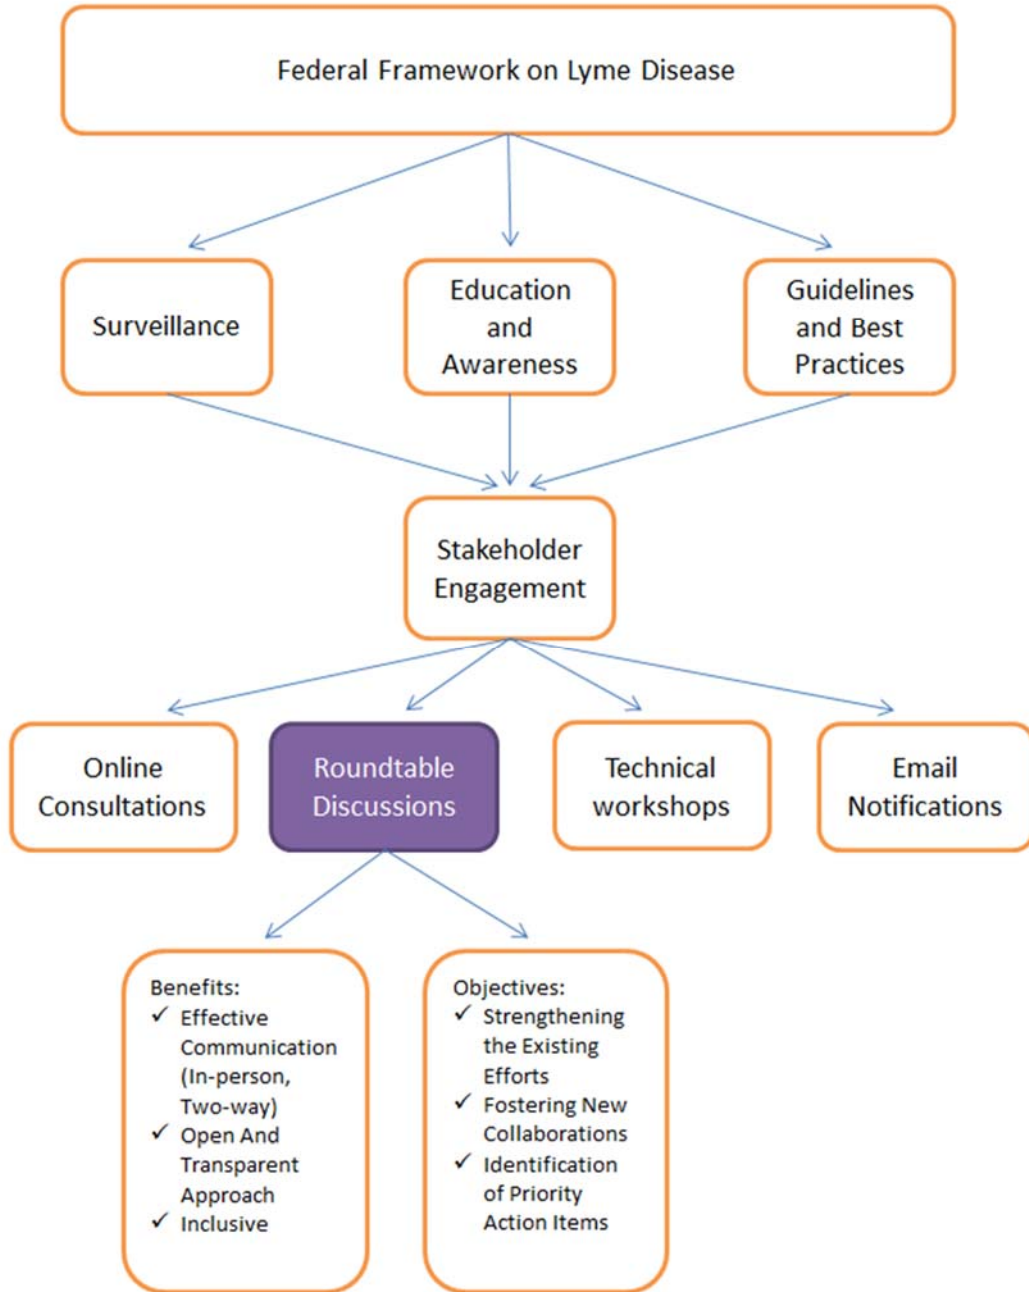 Federal Framework on Lyme Disease
Surveillance
Education
and
Awareness
Guidelines
and Best
Practices
Stakeholder
Engagement
Online
Consultations
Roundtable
Discussions
Technical
workshops
Email
Notifications
Benefits:
✓ Effective
Communication
(In-person,
Two-way)
✓ Open And
Transparent
Approach
✓ Inclusive
Objectives:
✓ Strengthening
the Existing
Efforts
✓ Fostering New
Collaborations
✓ Identification
of Priority
Action Items